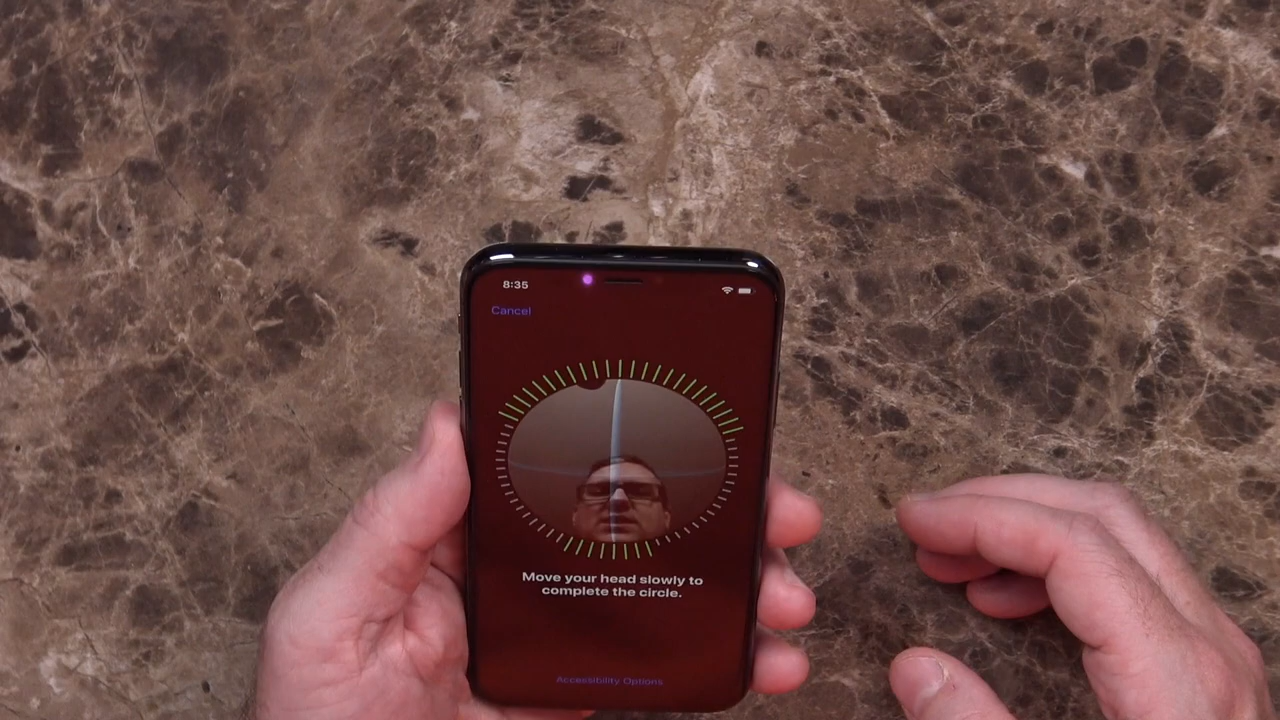 8:35
Cancel
Move your head slowly to
complete the circle.
Accessibility Options